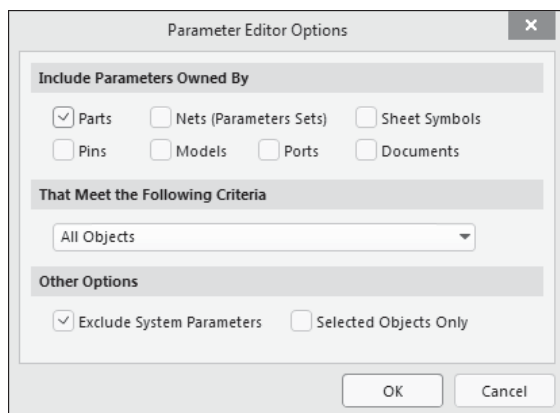 Parameter Editor Options
Include Parameters Owned By
Parts Nets (Parameters Sets) Sheet Symbols
Pins Models Ports Documents
That Meet the Following Criteria
All Objects
Other Options
Exclude System Parameters Selected Objects Only
OK Cancel